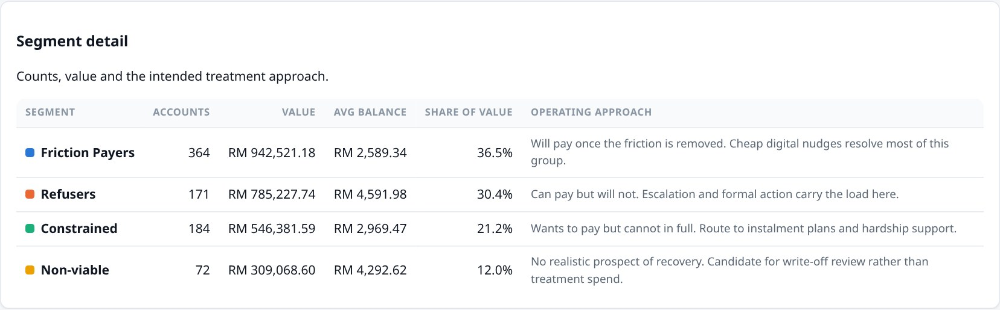 Segment detail
Counts, value and the intended treatment approach.
SEGMENT ACCOUNTS VALUE AVG BALANCE SHARE OF VALUE OPERATING APPROACH
Friction Payers 364 RM 942,521.18 RM 2,589.34 36.5% Will pay once the friction is removed. Cheap digital nudges resolve most of this
group.
Refusers 171 RM 785,227.74 RM 4,591.98 30.4% Can pay but will not. Escalation and formal action carry the load here.
Constrained 184 RM 546,381.59 RM 2,969.47 21.2% Wants to pay but cannot in full. Route to instalment plans and hardship support.
Non-viable 72 RM 309,068.60 RM 4,292.62 12.0% No realistic prospect of recovery. Candidate for write-off review rather than
treatment spend.